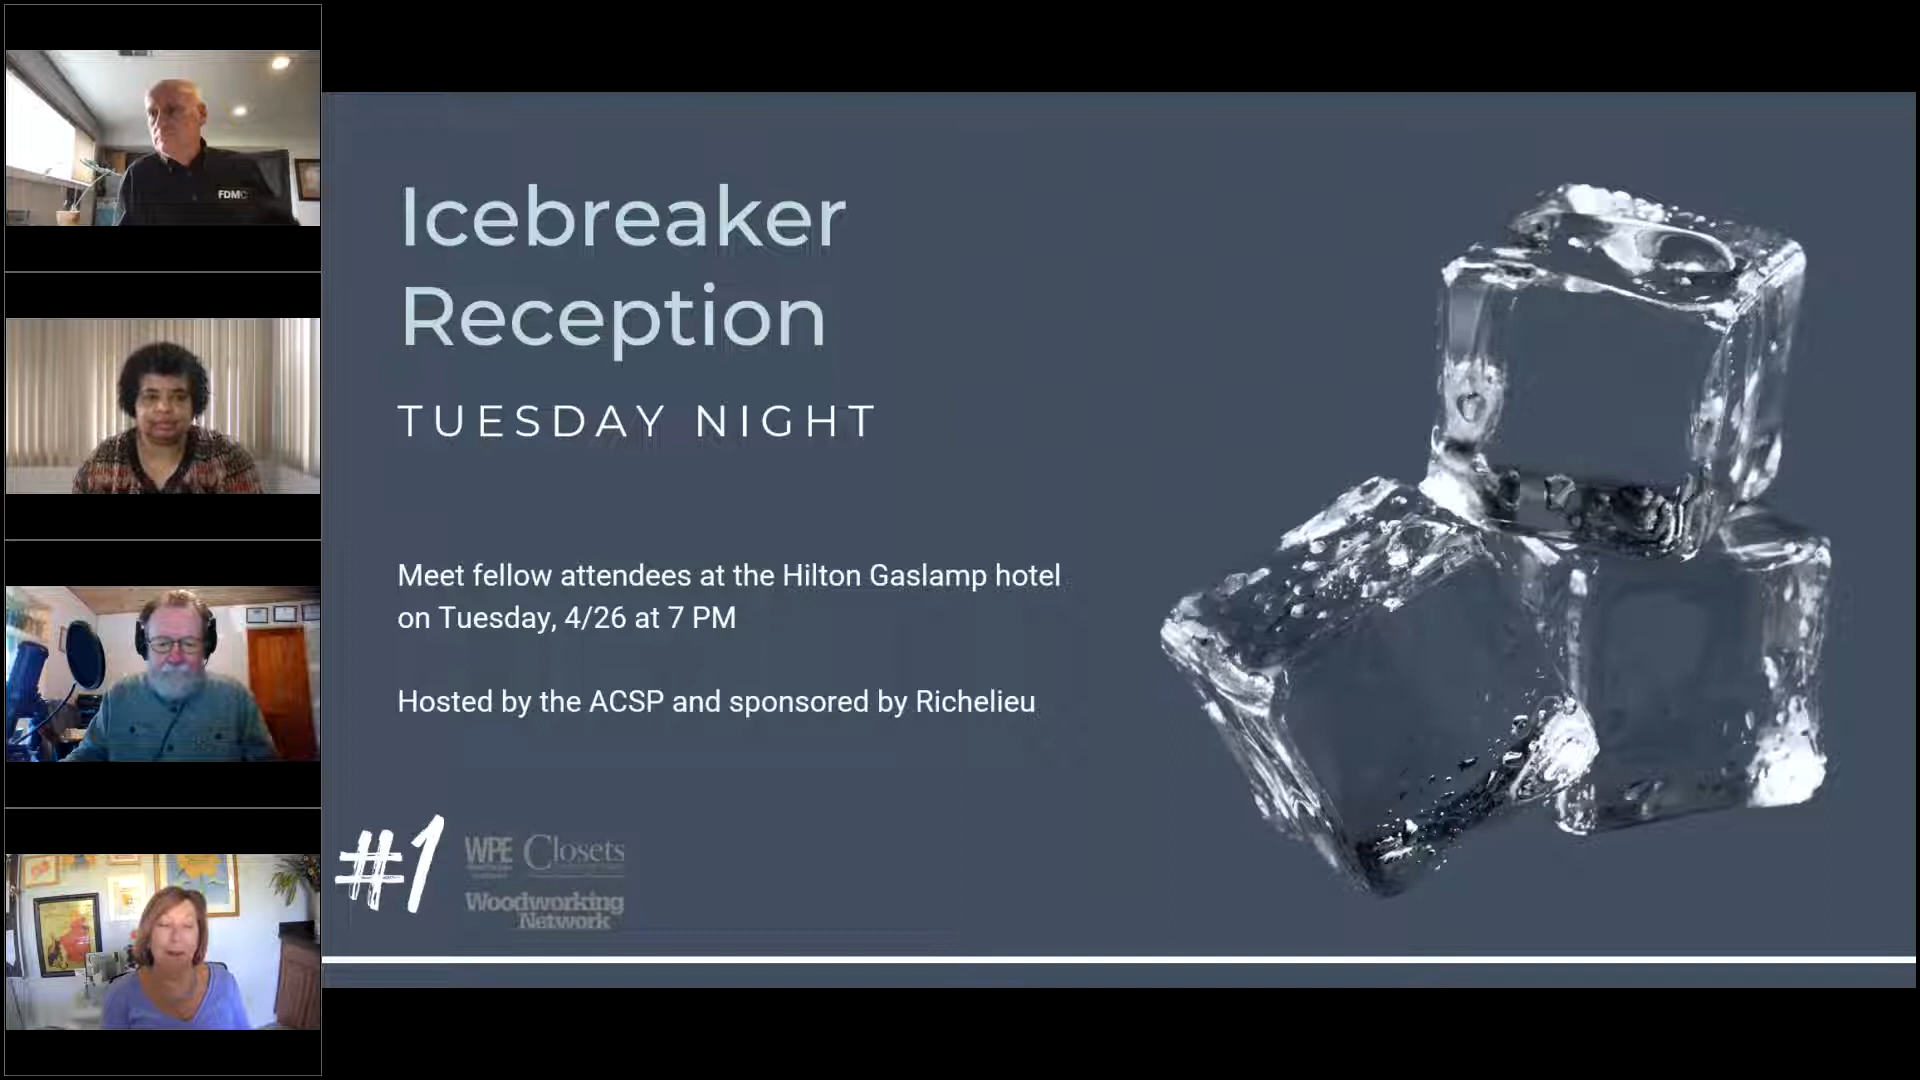 FDMC
Icebreaker
Reception
TUESDAY NIGHT
Meet fellow attendees at the Hilton Gaslamp hotel
on Tuesday, 4/26 at 7 PM
Hosted by the ACSP and sponsored by Richelieu
#1
WPE
Closets
Woodworking
Network